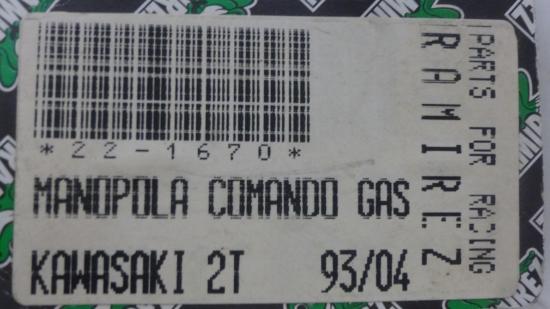 *22-1670*
MANOPOLA COMANDO GAS
KAWASAKI 2T 93/04
PARTS FOR RACING
RAMIREZ